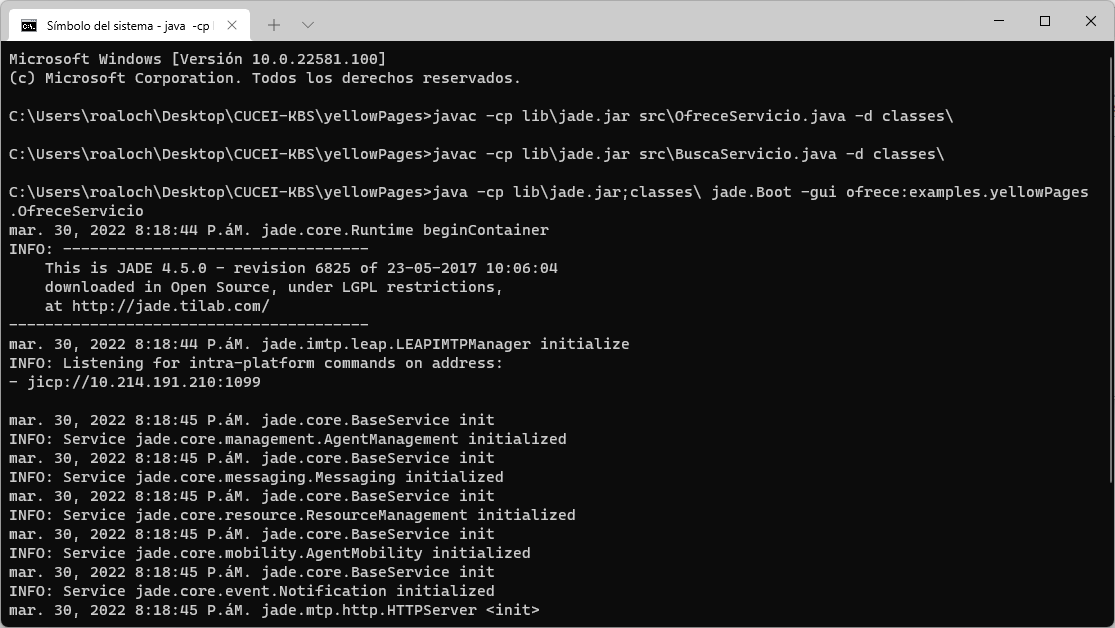 Símbolo del sistema - java -cp
Microsoft Windows [Versión 10.0.22581.100]
(c) Microsoft Corporation. Todos los derechos reservados.
C:\Users\roaloch\Desktop\CUCEI-KBS\yellowPages>javac -cp lib\jade.jar src\OfreceServicio.java -d classes\
C:\Users\roaloch\Desktop\CUCEI-KBS\yellowPages>javac -cp lib\jade.jar src\BuscaServicio.java -d classes\
C:\Users\roaloch\Desktop\CUCEI-KBS\yellowPages>java -cp lib\jade.jar;classes\ jade.Boot -gui ofrece:examples.yellowPages
.OfreceServicio
mar. 30, 2022 8:18:44 P.áM. jade.core.Runtime beginContainer
INFO: ----------------------------------
    This is JADE 4.5.0 - revision 6825 of 23-05-2017 10:06:04
    downloaded in Open Source, under LGPL restrictions,
    at http://jade.tilab.com/
----------------------------------------
mar. 30, 2022 8:18:44 P.áM. jade.imtp.leap.LEAPIMTPManager initialize
INFO: Listening for intra-platform commands on address:
- jicp://10.214.191.210:1099
mar. 30, 2022 8:18:45 P.áM. jade.core.BaseService init
INFO: Service jade.core.management.AgentManagement initialized
mar. 30, 2022 8:18:45 P.áM. jade.core.BaseService init
INFO: Service jade.core.messaging.Messaging initialized
mar. 30, 2022 8:18:45 P.áM. jade.core.BaseService init
INFO: Service jade.core.resource.ResourceManagement initialized
mar. 30, 2022 8:18:45 P.áM. jade.core.BaseService init
INFO: Service jade.core.mobility.AgentMobility initialized
mar. 30, 2022 8:18:45 P.áM. jade.core.BaseService init
INFO: Service jade.core.event.Notification initialized
mar. 30, 2022 8:18:45 P.áM. jade.mtp.http.HTTPServer <init>